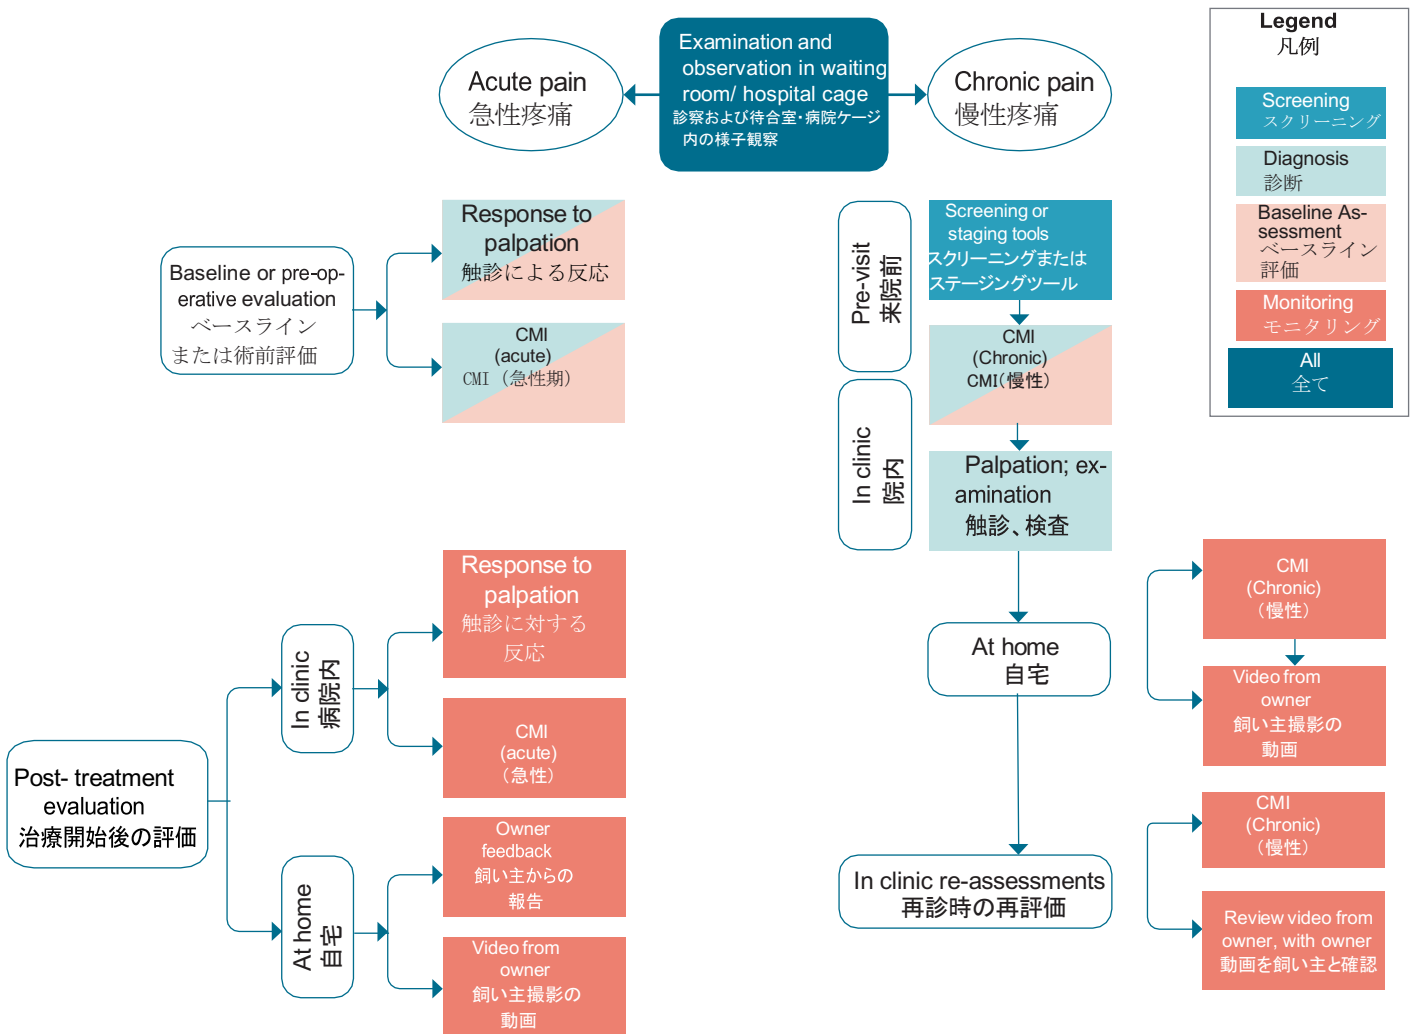 Examination and
observation in waiting
room/ hospital cage
診察および待合室・病院ケージ
内の様子観察
Acute pain
急性疼痛
Chronic pain
慢性疼痛
Legend
凡例
Screening
スクリーニング
Diagnosis
診断
Baseline As-
sessment
ベースライン
評価
Monitoring
モニタリング
All
全て
Baseline or pre-op-
erative evaluation
ベースライン
または術前評価
Response to
palpation
触診による反応
CMI
(acute)
CMI（急性期）
Pre-visit
来院前
Screening or
staging tools
スクリーニングまたは
ステージングツール
CMI
(Chronic)
CMI（慢性）
In clinic
院内
Palpation; ex-
amination
触診、検査
Post- treatment
evaluation
治療開始後の評価
In clinic
病院内
Response to
palpation
触診に対する
反応
CMI
(acute)
（急性）
At home
自宅
Owner
feedback
飼い主からの
報告
Video from
owner
飼い主撮影の
動画
At home
自宅
CMI
(Chronic)
（慢性）
Video from
owner
飼い主撮影の
動画
In clinic re-assessments
再診時の再評価
CMI
(Chronic)
（慢性）
Review video from
owner, with owner
動画を飼い主と確認